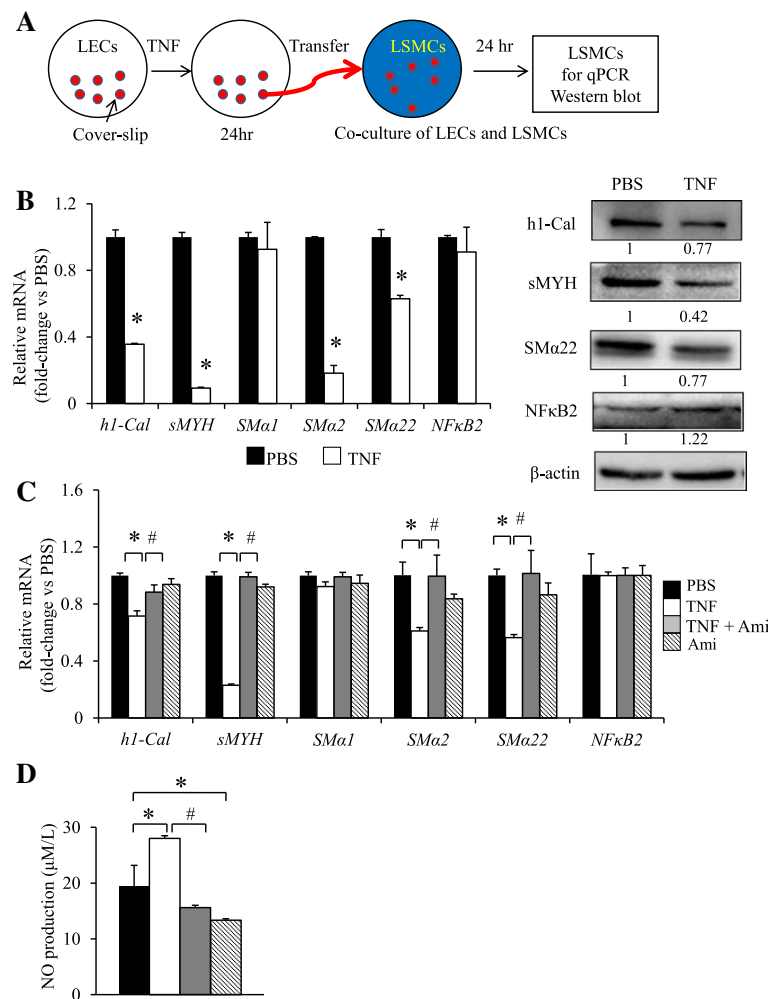 A
LECs
TNF
Transfer
LSMCs
24 hr
LSMCs
for qPCR
Western blot
Cover-slip
24hr
Co-culture of LECs and LSMCs
B
Relative mRNA
(fold-change vs PBS)
1.2
0.8
0.4
0
*
*
*
*
h1-Cal
sMYH
SMα1
SMα2
SMα22
NFκB2
PBS
TNF
PBS TNF
h1-Cal
1 0.77
sMYH
1 0.42
SMα22
1 0.77
NFκB2
1 1.22
β-actin
C
Relative mRNA
(fold-change vs PBS)
1.6
1.2
0.8
0.4
0
* #
* #
* #
* #
h1-Cal
sMYH
SMα1
SMα2
SMα22
NFκB2
PBS
TNF
TNF + Ami
Ami
D
NO production (µM/L)
30
20
10
0
*
* #